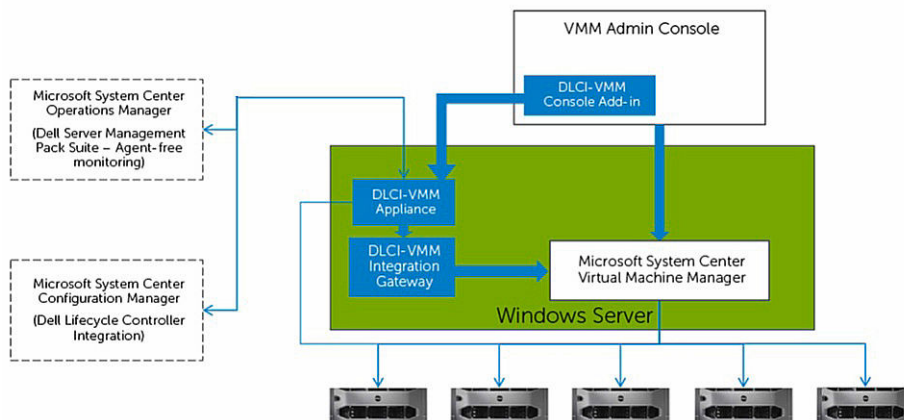 VMM Admin Console
DLCI-VMM
Console Add-in
Microsoft System Center
Operations Manager
(Dell Server Management
Pack Suite – Agent-free
monitoring)
DLCI-VMM
Appliance
DLCI-VMM
Integration
Gateway
Microsoft System Center
Virtual Machine Manager
Microsoft System Center
Configuration Manager
(Dell Lifecycle Controller
Integration)
Windows Server